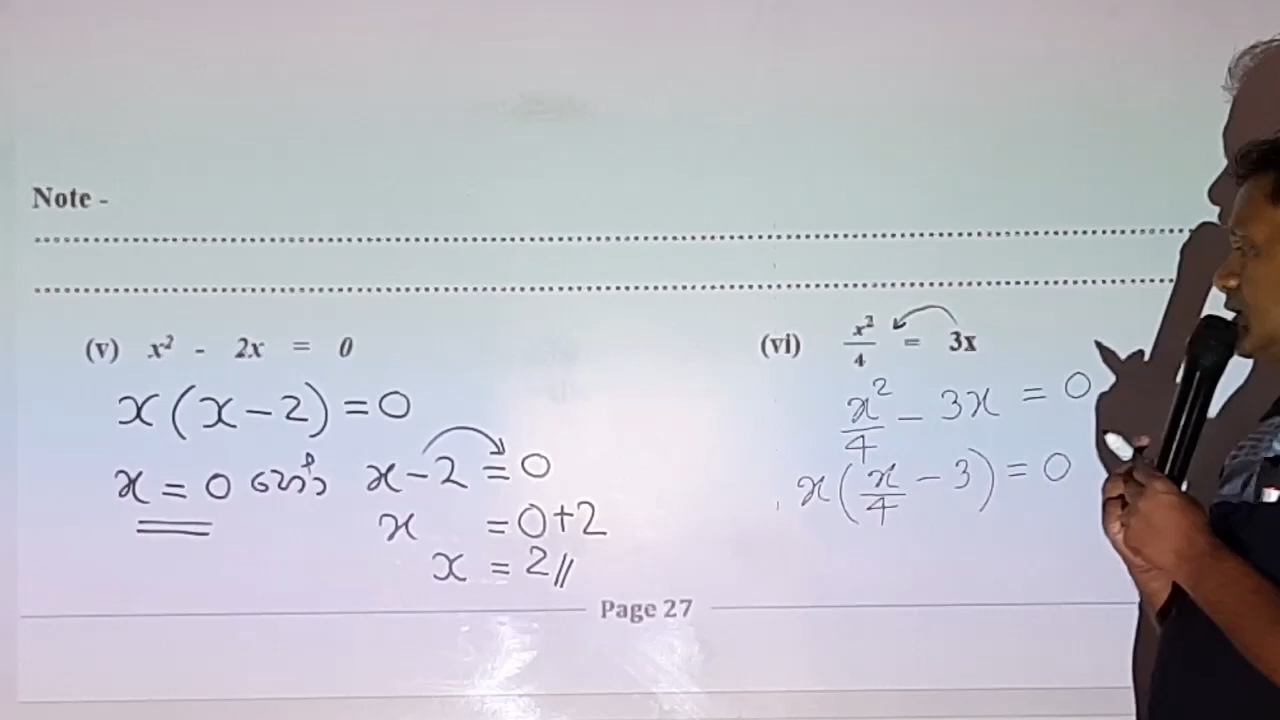 Note -
(v) x² - 2x = 0
x(x-2)=0
x=0 හෝ x-2=0
x =0+2
x =2//
(vi) x²/4 = 3x
x²/4 - 3x = 0
x(x/4 - 3)=0
Page 27